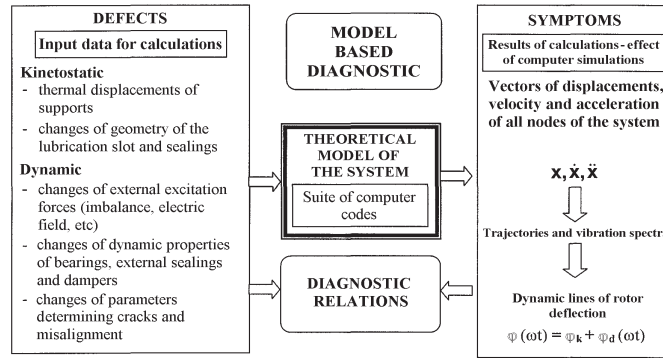 DEFECTS
Input data for calculations
Kinetostatic
- thermal displacements of
supports
- changes of geometry of the
lubrication slot and sealings
Dynamic
- changes of external excitation
forces (imbalance, electric
field, etc)
- changes of dynamic properties
of bearings, external sealings
and dampers
- changes of parameters
determining cracks and
misalignment
MODEL
BASED
DIAGNOSTIC
THEORETICAL
MODEL OF
THE SYSTEM
Suite of computer
codes
DIAGNOSTIC
RELATIONS
SYMPTOMS
Results of calculations - effect
of computer simulations
Vectors of displacements,
velocity and acceleration
of all nodes of the system
x, ẋ, ẍ
Trajectories and vibration spectr
Dynamic lines of rotor
deflection
φ (ωt) = φk + φd (ωt)